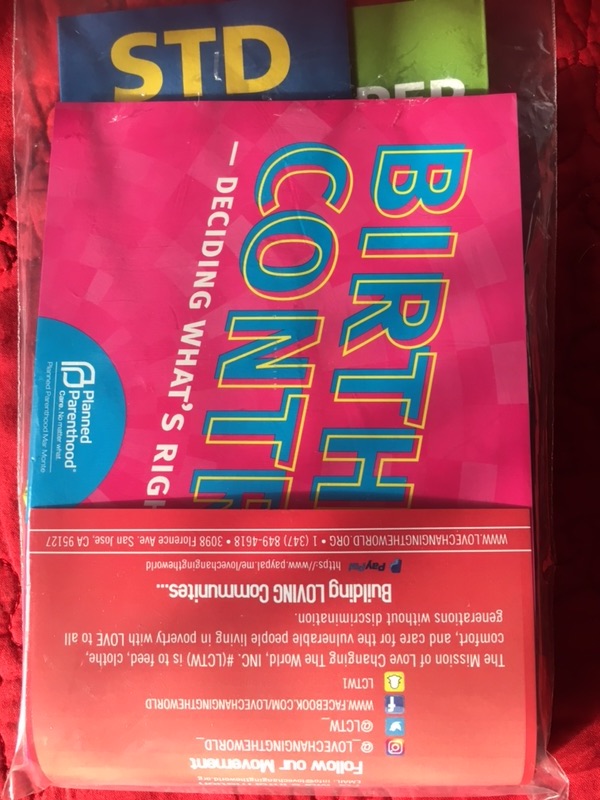 STD
PEP
BIRTH
CONTR
— DECIDING WHAT'S RIGH
Planned
Parenthood®
Care. No matter what.
Planned Parenthood Mar Monte
Follow our Movement
@_LOVECHANGINGTHEWORLD_
@LCTW_
WWW.FACEBOOK.COM/LOVECHANGINGTHEWORLD
LCTW1
The Mission of Love Changing The World, INC. (#LCTW) is to feed, clothe,
comfort, and care for the vulnerable people living in poverty with LOVE to all
generations without discrimination.
Building LOVING Communites...
PayPal https://www.paypal.me/lovechangingtheworld
WWW.LOVECHANGINGTHEWORLD.ORG • 1 (347) 849-4618 • 3098 Florence Ave. San Jose, CA 95127